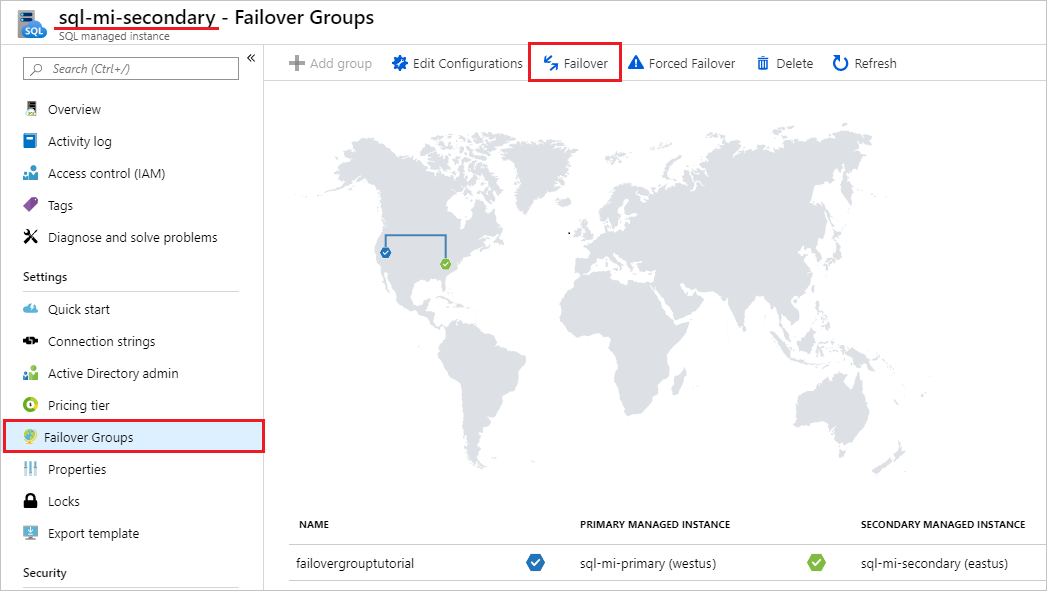 sql-mi-secondary - Failover Groups
SQL managed instance
SQL
Search (Ctrl+/)
«
Overview
Activity log
Access control (IAM)
Tags
Diagnose and solve problems
Settings
Quick start
Connection strings
Active Directory admin
Pricing tier
Failover Groups
Properties
Locks
Export template
Security
Add group
Edit Configurations
Failover
Forced Failover
Delete
Refresh
NAME PRIMARY MANAGED INSTANCE SECONDARY MANAGED INSTANCE
failovergrouptutorial sql-mi-primary (westus) sql-mi-secondary (eastus)